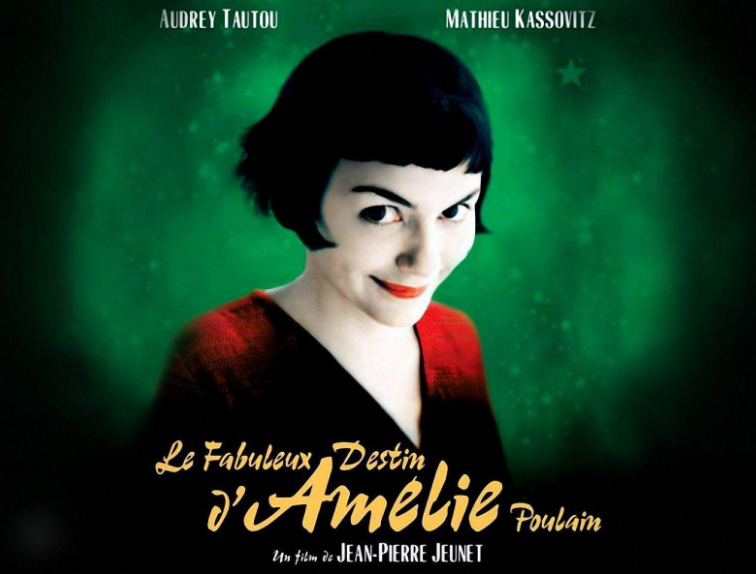 AUDREY TAUTOU MATHIEU KASSOVITZ
Le Fabuleux Destin
d'Amélie Poulain
Un film de JEAN-PIERRE JEUNET